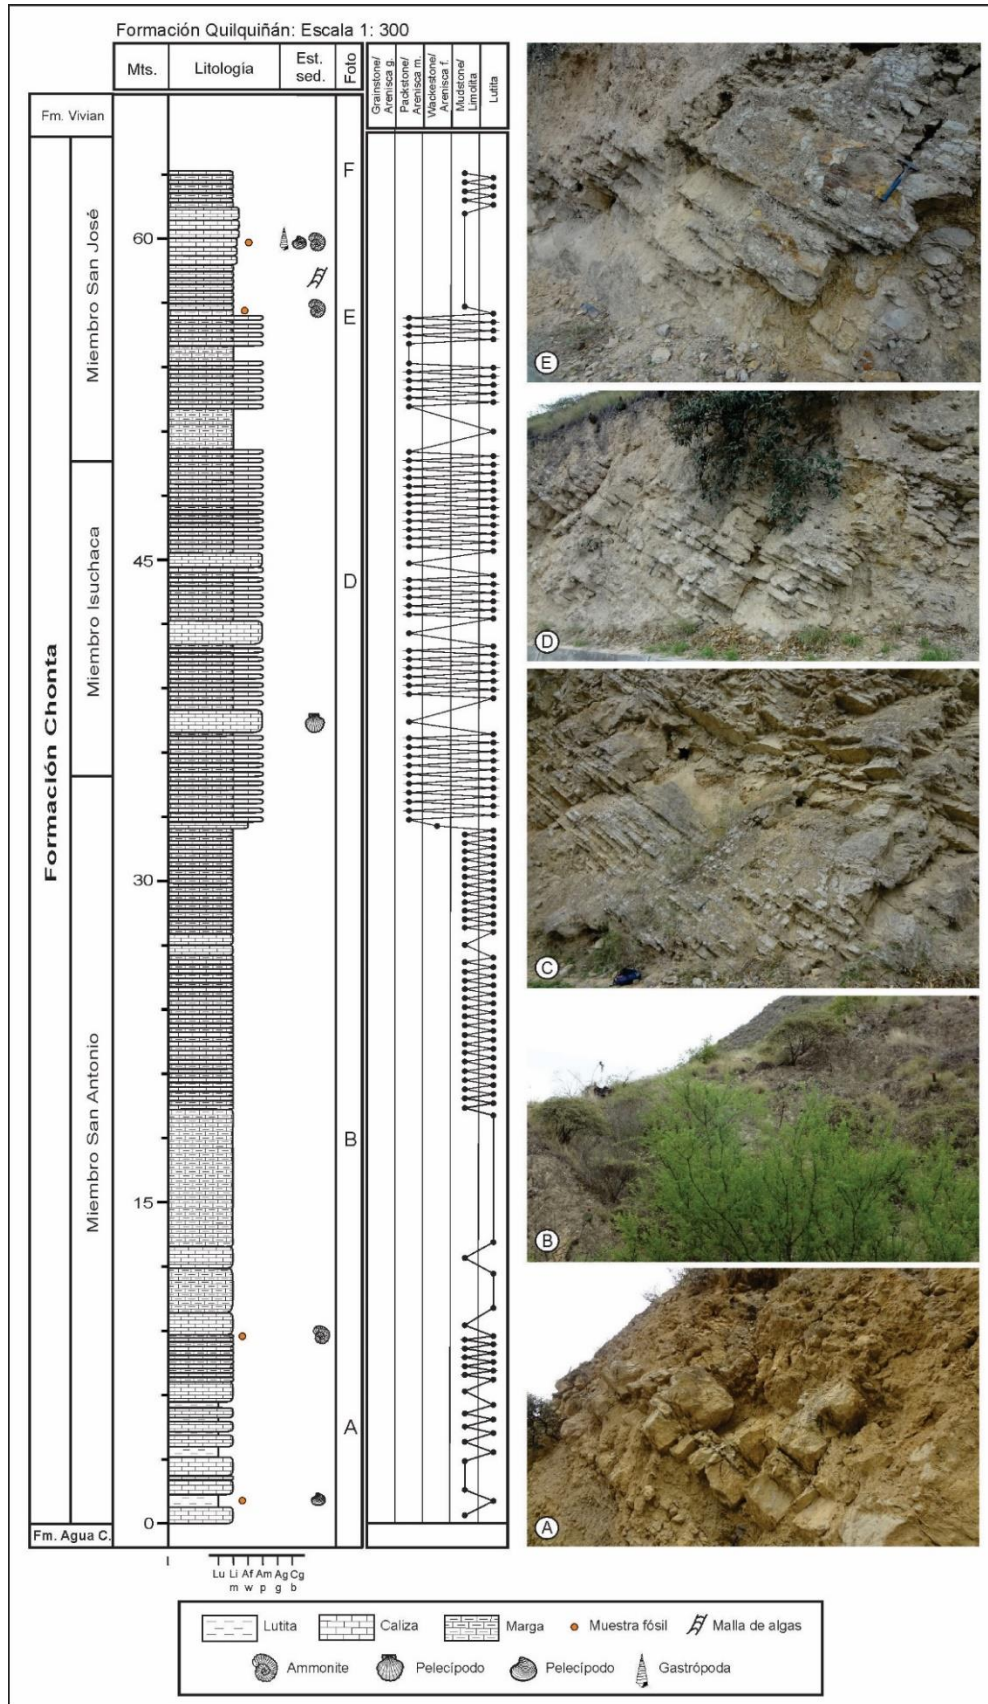 Formación Quilquiñán: Escala 1: 300
Mts.
Litología
Est.
sed.
Foto
Grainstone/
Arenisca g.
Packstone/
Arenisca m.
Wackestone/
Arenisca f.
Mudstone/
Limolita
Lutita
Fm. Vivian
Formación Chonta
Miembro San José
Miembro Isuchaca
Miembro San Antonio
Fm. Agua C.
60
45
30
15
0
F
E
D
B
A
E
D
C
B
A
l
Lu Li Af Am Ag Cg
m w p g b
Lutita
Caliza
Marga
Muestra fósil
Malla de algas
Ammonite
Pelecípodo
Pelecípodo
Gastrópoda